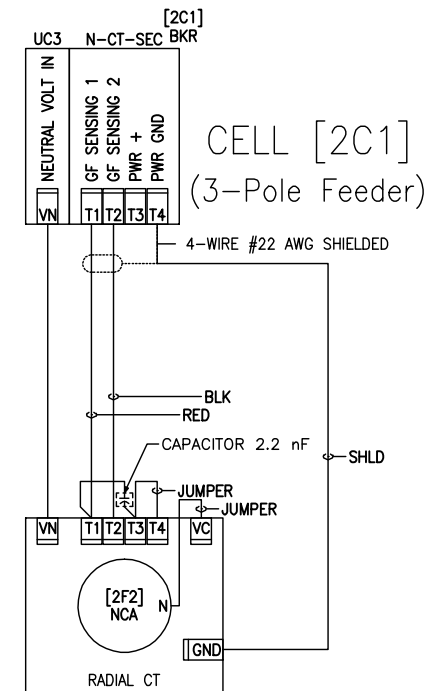 [2C1]
UC3 N-CT-SEC BKR
NEUTRAL VOLT IN
GF SENSING 1
GF SENSING 2
PWR +
PWR GND
VN T1 T2 T3 T4
CELL [2C1]
(3-Pole Feeder)
4-WIRE #22 AWG SHIELDED
BLK
RED
CAPACITOR 2.2 nF
SHLD
JUMPER
JUMPER
VN T1 T2 T3 T4 VC
[2F2]
NCA
N
GND
RADIAL CT